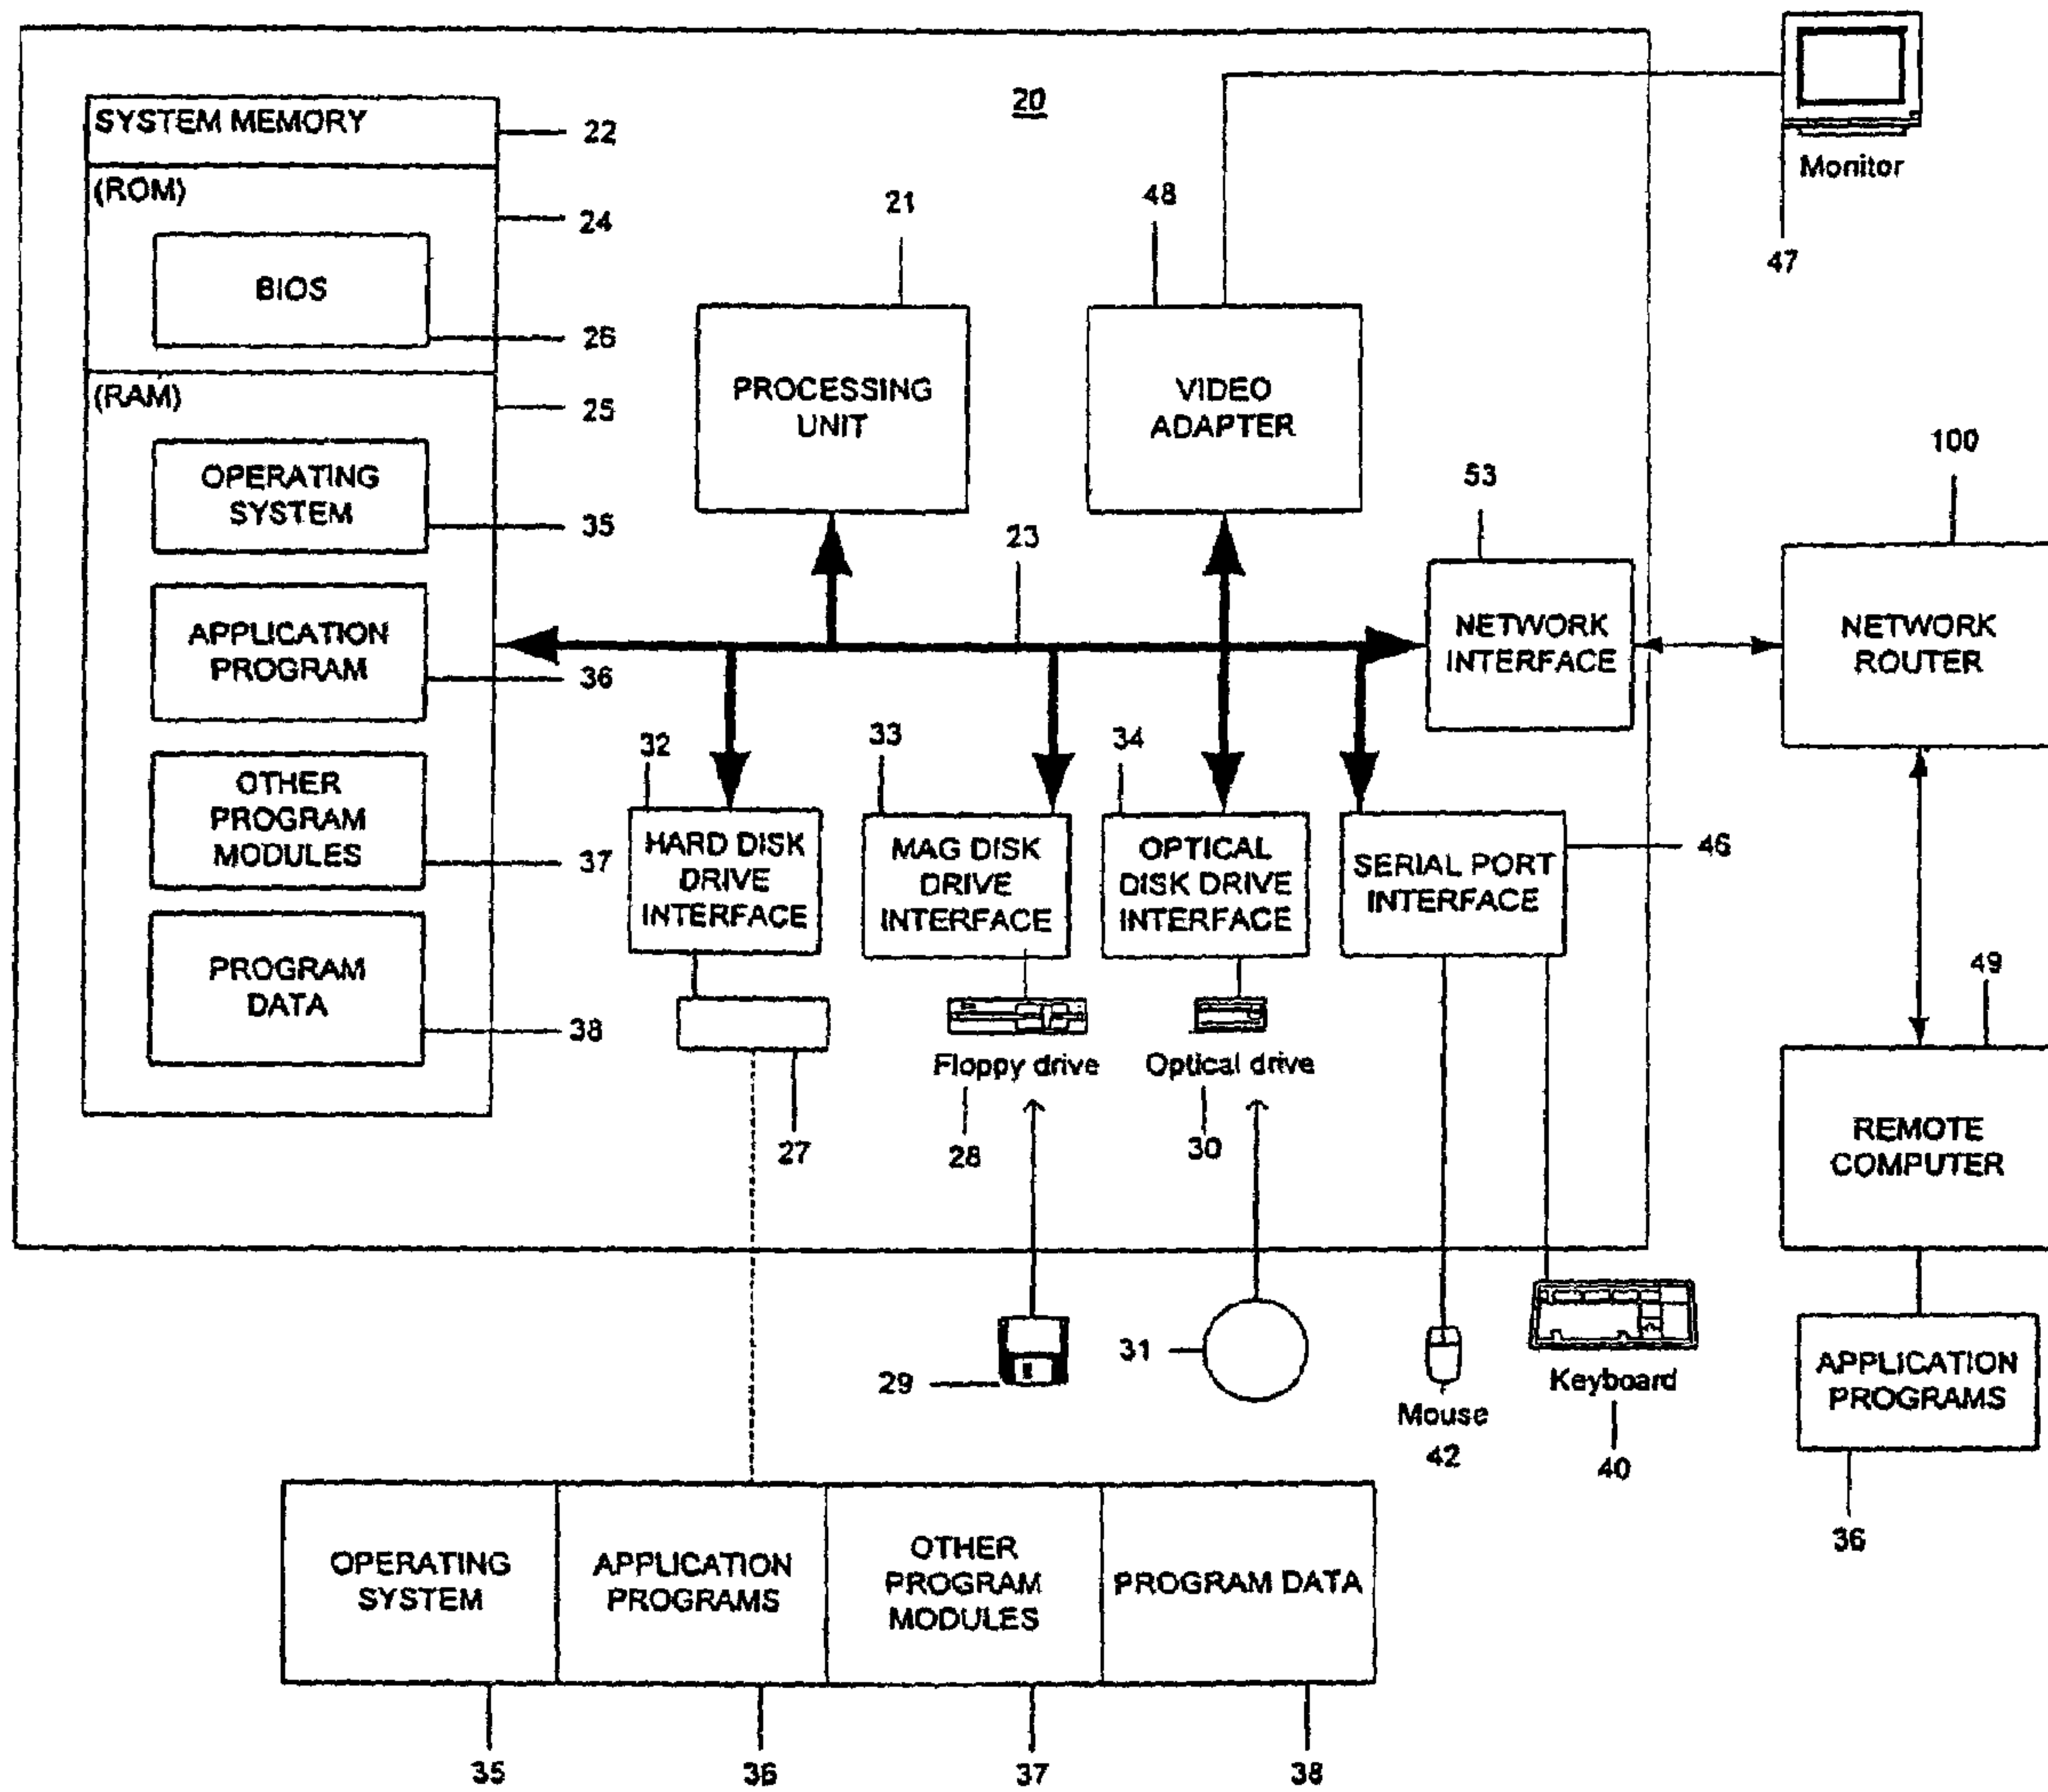 20
Monitor
47
SYSTEM MEMORY
22
(ROM)
24
BIOS
26
(RAM)
25
OPERATING
SYSTEM
35
APPLICATION
PROGRAM
36
OTHER
PROGRAM
MODULES
37
PROGRAM
DATA
38
21
PROCESSING
UNIT
48
VIDEO
ADAPTER
23
53
NETWORK
INTERFACE
100
NETWORK
ROUTER
32
HARD DISK
DRIVE
INTERFACE
33
MAG DISK
DRIVE
INTERFACE
34
OPTICAL
DISK DRIVE
INTERFACE
SERIAL PORT
INTERFACE
46
27
Floppy drive
28
Optical drive
30
49
REMOTE
COMPUTER
29
31
Mouse
42
Keyboard
40
APPLICATION
PROGRAMS
36
OPERATING
SYSTEM
APPLICATION
PROGRAMS
OTHER
PROGRAM
MODULES
PROGRAM DATA
35
36
37
38